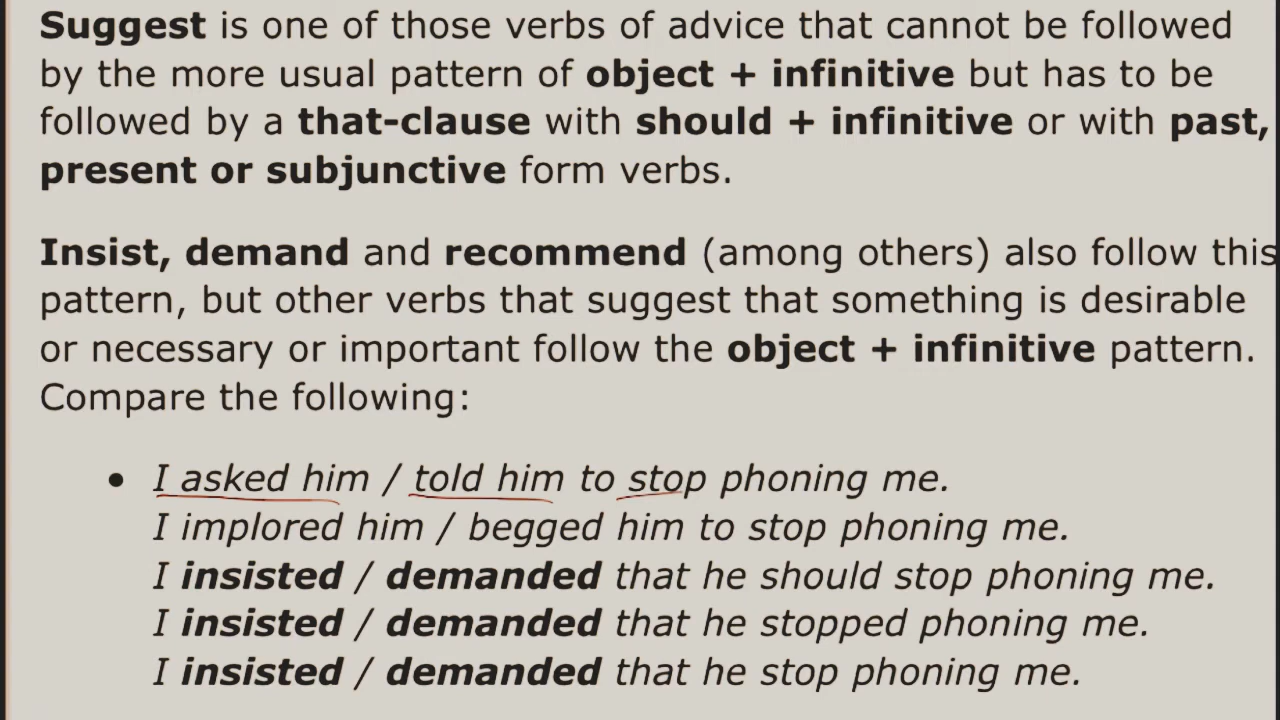 Suggest is one of those verbs of advice that cannot be followed
by the more usual pattern of object + infinitive but has to be
followed by a that-clause with should + infinitive or with past,
present or subjunctive form verbs.
Insist, demand and recommend (among others) also follow this
pattern, but other verbs that suggest that something is desirable
or necessary or important follow the object + infinitive pattern.
Compare the following:
• I asked him / told him to stop phoning me.
I implored him / begged him to stop phoning me.
I insisted / demanded that he should stop phoning me.
I insisted / demanded that he stopped phoning me.
I insisted / demanded that he stop phoning me.